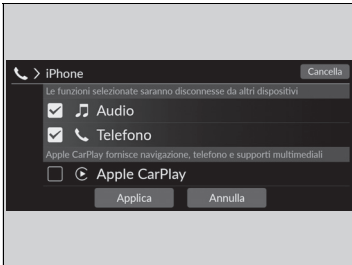 iPhone
Cancella
Le funzioni selezionate saranno disconnesse da altri dispositivi
Audio
Telefono
Apple CarPlay fornisce navigazione, telefono e supporti multimediali
Apple CarPlay
Applica
Annulla